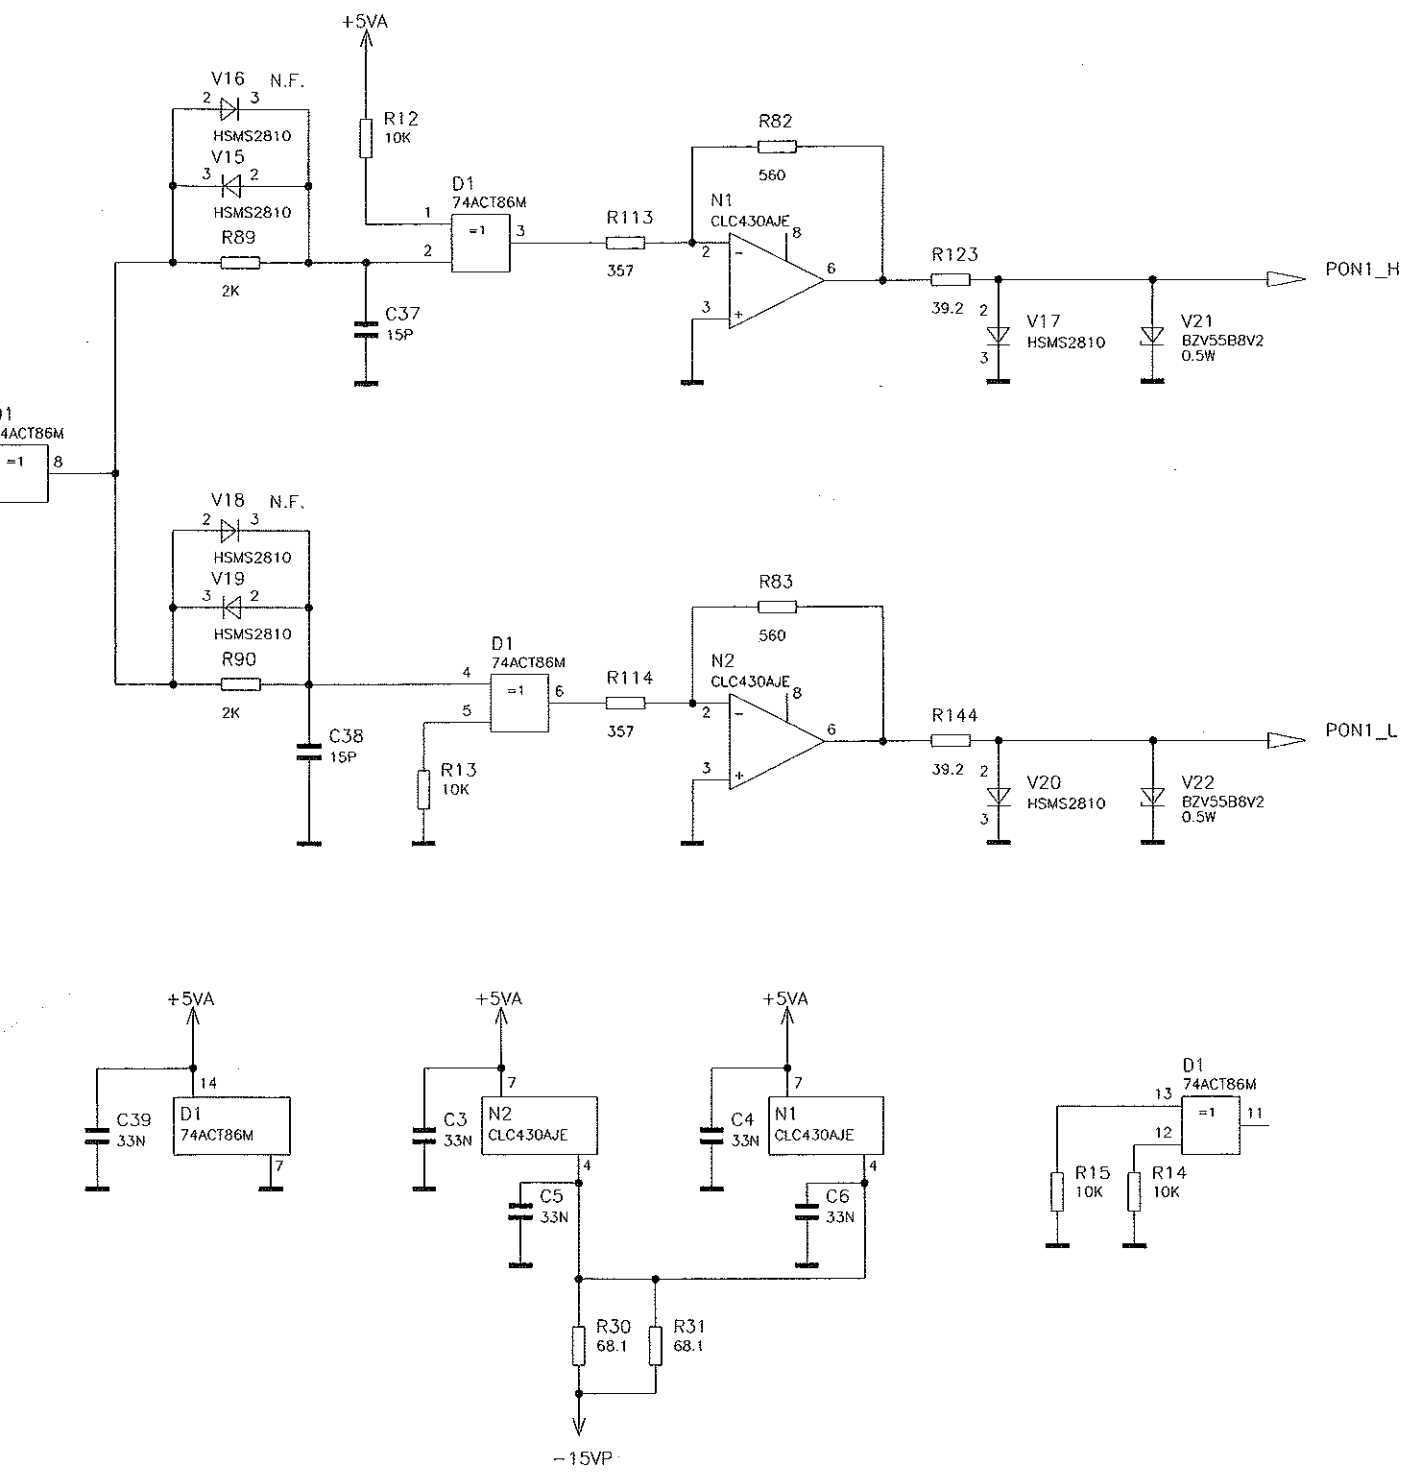 +5VA
V16 N.F.
2 3
HSMS2810
R12
10K
V15
3 2
HSMS2810
R89
2K
D1
74ACT86M
1
=1
3
2
C37
15P
R113
357
R82
560
N1
CLC430AJE
8
2
-
6
3
+
R123
39.2
2
V17
HSMS2810
3
V21
BZV55B8V2
0.5W
PON1_H
4ACT86M
=1
8
V18 N.F.
2 3
HSMS2810
V19
3 2
HSMS2810
R90
2K
C38
15P
D1
74ACT86M
4
=1
6
5
R13
10K
R114
357
R83
560
N2
CLC430AJE
8
2
-
6
3
+
R144
39.2
2
V20
HSMS2810
3
V22
BZV55B8V2
0.5W
PON1_L
+5VA
14
C39
33N
D1
74ACT86M
7
+5VA
7
C3
33N
N2
CLC430AJE
4
C5
33N
+5VA
7
C4
33N
N1
CLC430AJE
4
C6
33N
R30
68.1
R31
68.1
-15VP
D1
74ACT86M
13
=1
11
12
R15
10K
R14
10K